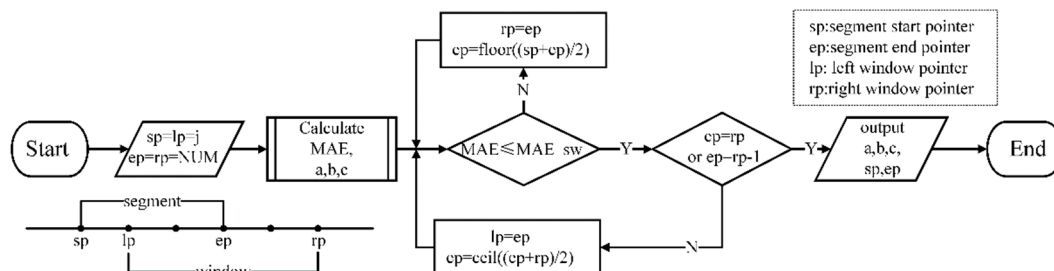 rp=ep
ep=floor((sp+ep)/2)
sp:segment start pointer
ep:segment end pointer
lp: left window pointer
rp:right window pointer
N
Start
sp=lp=j
ep=rp=NUM
Calculate
MAE,
a,b,c
MAE≤MAE_sw
Y
ep=rp
or ep=rp-1
Y
output
a,b,c,
sp,ep
End
segment
sp
lp
ep
rp
window
lp=ep
ep=ceil((ep+rp)/2)
N